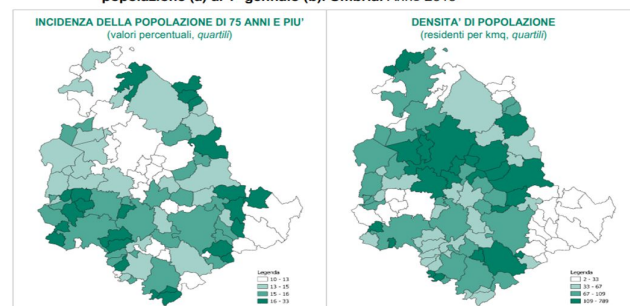 popolazione (a) al 1° gennaio (b). Umbria. Anno 2018
INCIDENZA DELLA POPOLAZIONE DI 75 ANNI E PIU'
(valori percentuali, quartili)
Legenda
10 - 13
13 - 15
15 - 16
16 - 33
DENSITA' DI POPOLAZIONE
(residenti per kmq, quartili)
Legenda
2 - 33
33 - 67
67 - 109
109 - 789